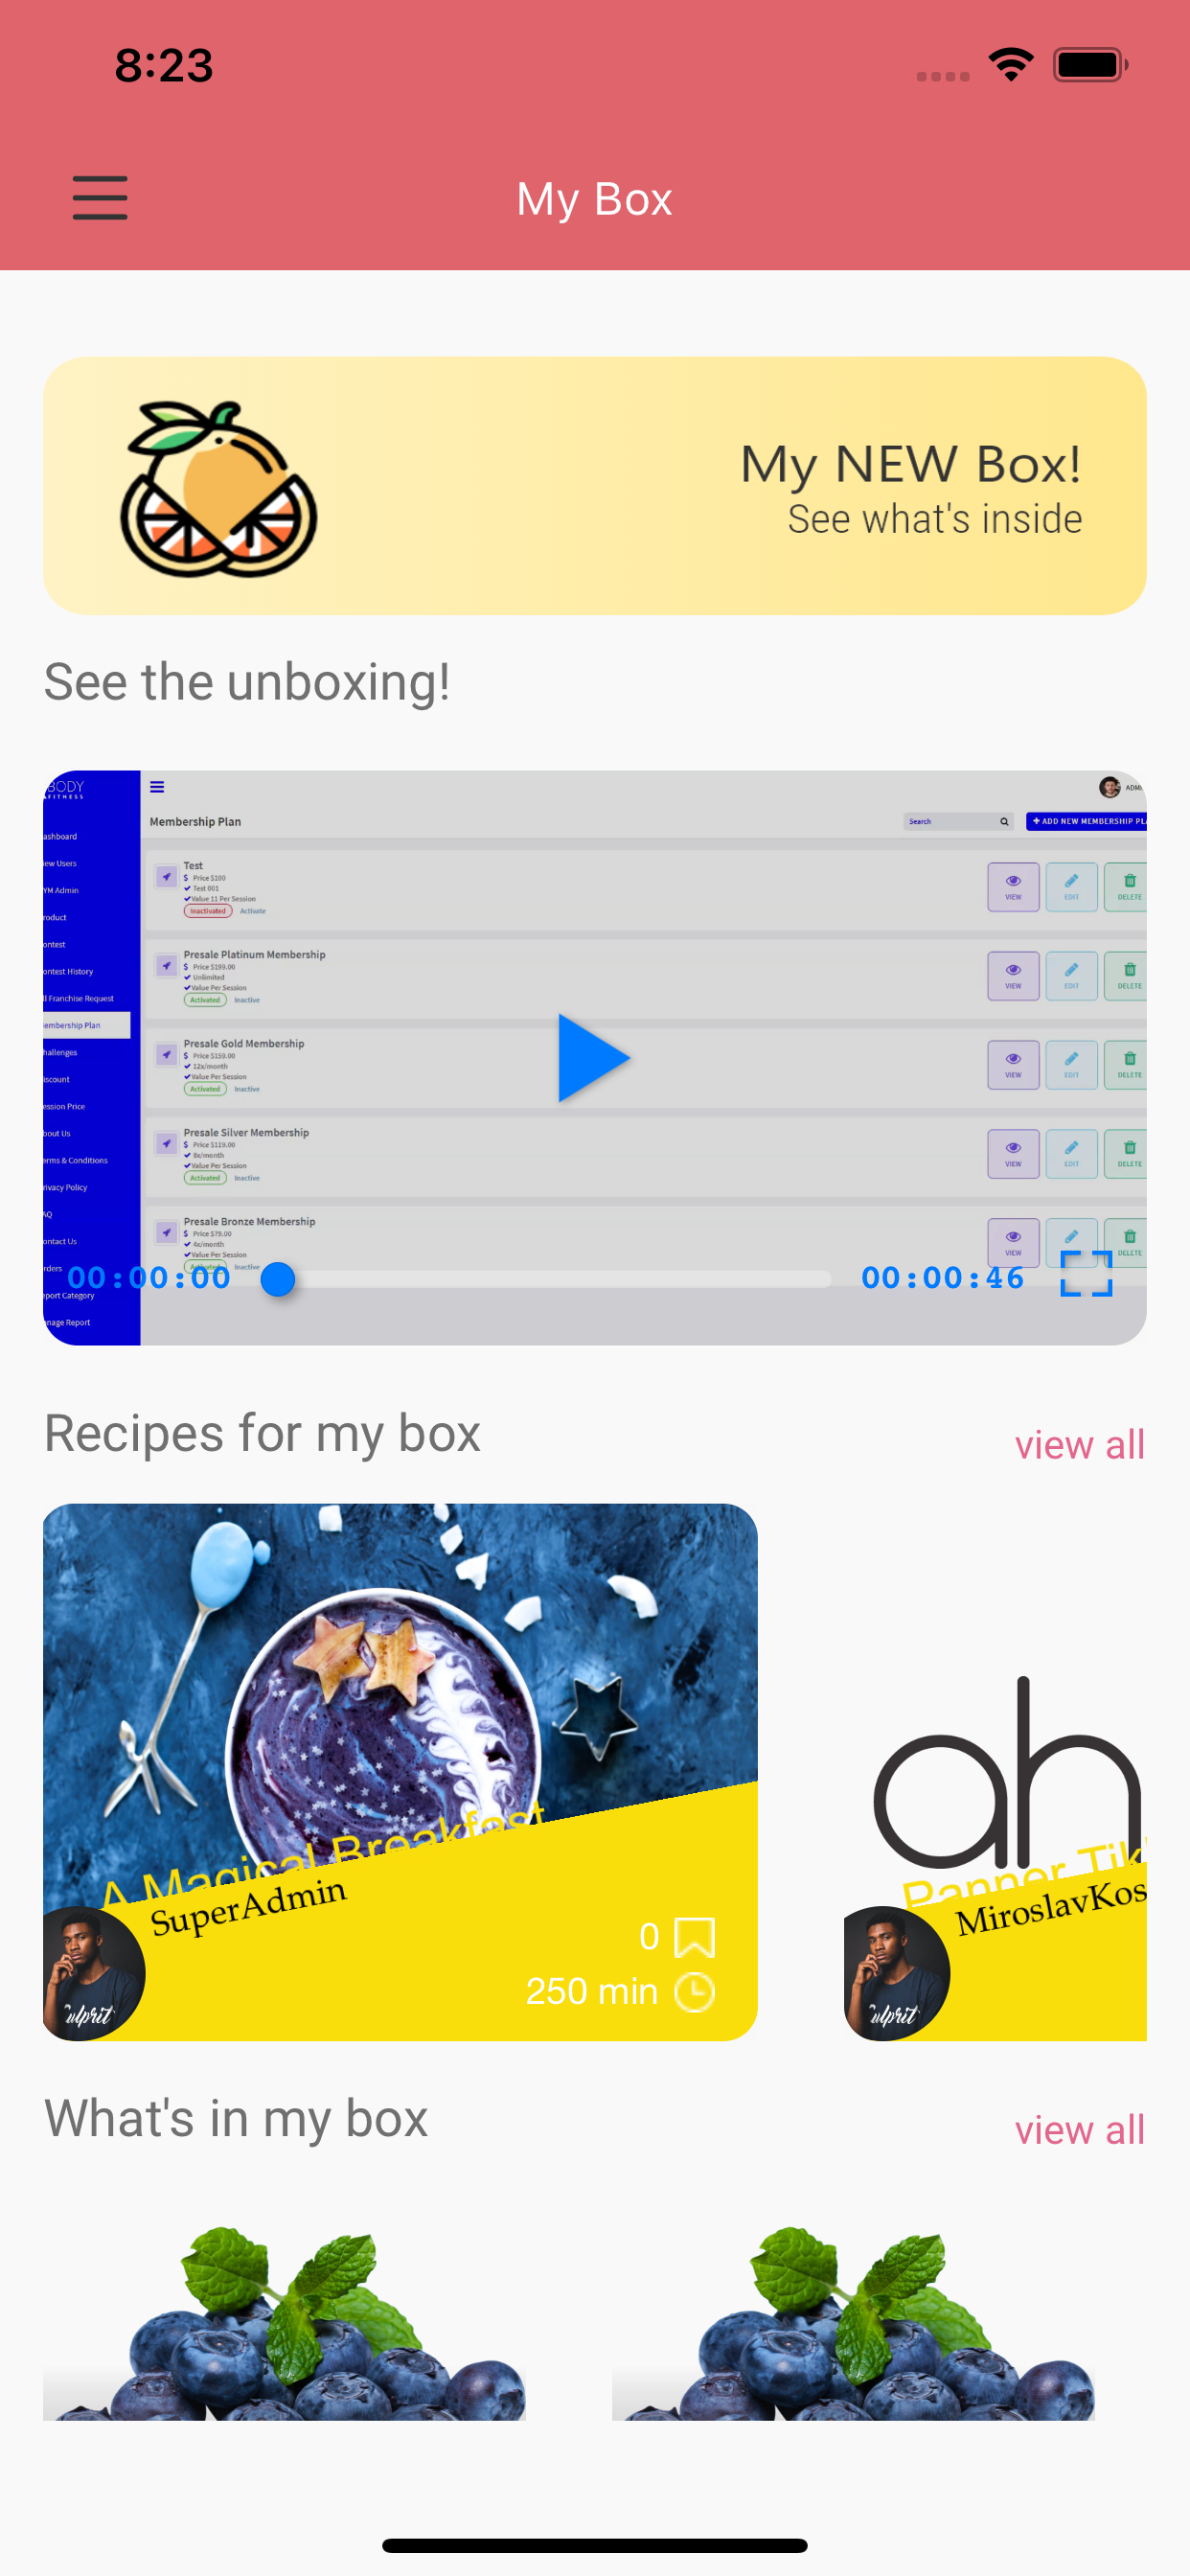 8:23
My Box
My NEW Box!
See what's inside
See the unboxing!
BODY
FITNESS
Membership Plan
Search
ADD NEW MEMBERSHIP
ashboard
ew Users
YM Admin
roduct
ontest
ontest History
ll Franchise Request
embership Plan
hallenges
iscount
ession Price
bout Us
erms & Conditions
rivacy Policy
AQ
ontact Us
rders
eport Category
anage Report
Test
$ Price $100
Test 001
Value 11 Per Session
Inactivated Activate
VIEW EDIT DELETE
Presale Platinum Membership
$ Price $199.00
Unlimited
Value Per Session
Activated Inactive
VIEW EDIT DELETE
Presale Gold Membership
$ Price $159.00
12x/month
Value Per Session
Activated Inactive
VIEW EDIT DELETE
Presale Silver Membership
$ Price $119.00
8x/month
Value Per Session
Activated Inactive
VIEW EDIT DELETE
Presale Bronze Membership
$ Price $79.00
4x/month
Value Per Session
Activated Inactive
VIEW EDIT DELETE
00:00:00
00:00:46
Recipes for my box
view all
A Magical Breakfast
SuperAdmin
0
250 min
Culprit
ah
Panner Tik
MiroslavKos
Culprit
What's in my box
view all